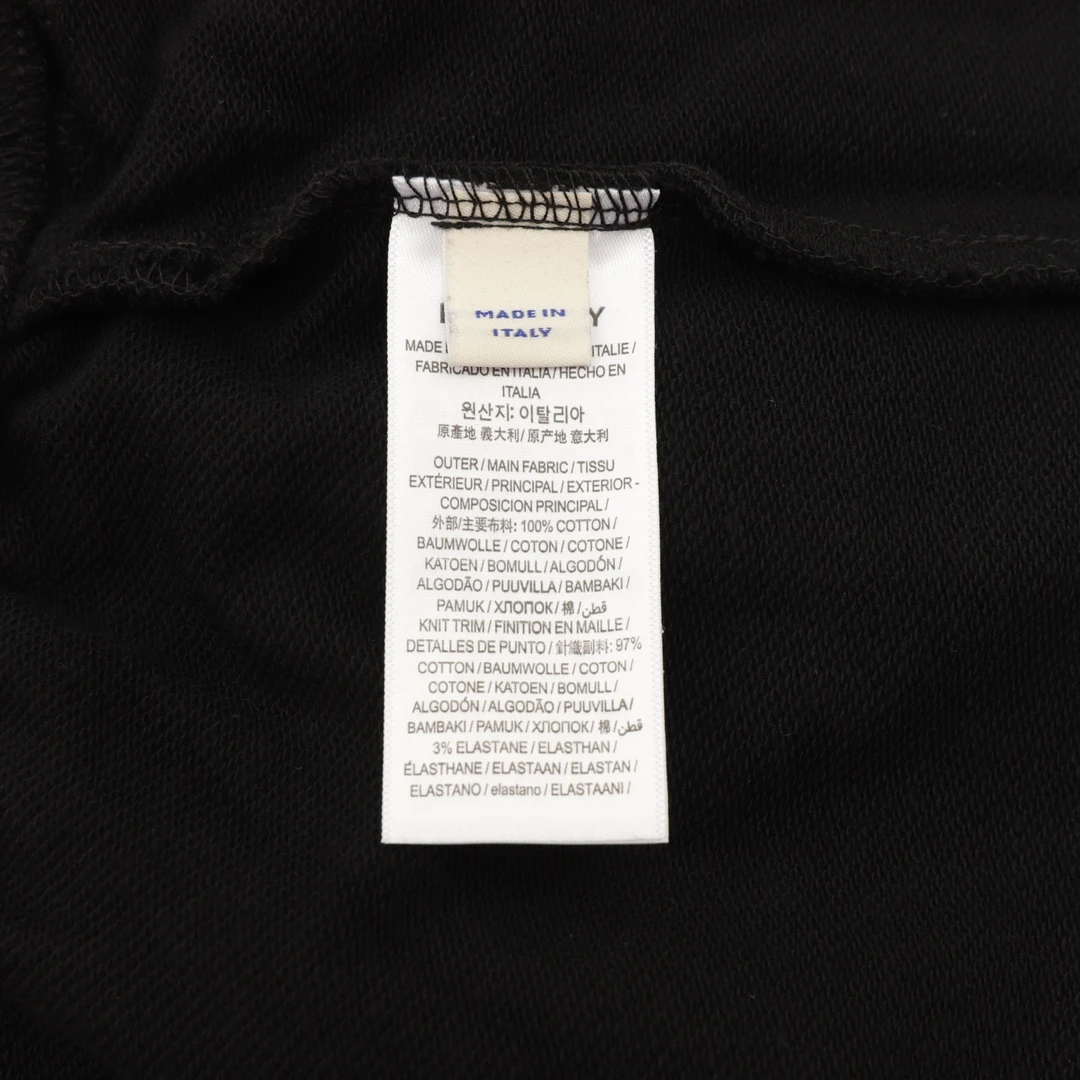 MADE IN
ITALY
Y
MADE ITALIE /
FABRICADO EN ITALIA / HECHO EN
ITALIA
원산지: 이탈리아
原產地 義大利/ 原产地 意大利
OUTER / MAIN FABRIC / TISSU
EXTÉRIEUR / PRINCIPAL / EXTERIOR -
COMPOSICION PRINCIPAL /
外部/主要布料: 100% COTTON /
BAUMWOLLE / COTON / COTONE /
KATOEN / BOMULL / ALGODÓN /
ALGODÃO / PUUVILLA / BAMBAKI /
PAMUK / ХЛОПОК / 棉 / قطن
KNIT TRIM / FINITION EN MAILLE /
DETALLES DE PUNTO / 針織副料: 97%
COTTON / BAUMWOLLE / COTON /
COTONE / KATOEN / BOMULL /
ALGODÓN / ALGODÃO / PUUVILLA /
BAMBAKI / PAMUK / ХЛОПОК / 棉 / قطن
3% ELASTANE / ELASTHAN /
ÉLASTHANE / ELASTAAN / ELASTAN /
ELASTANO / elastano / ELASTAANI /